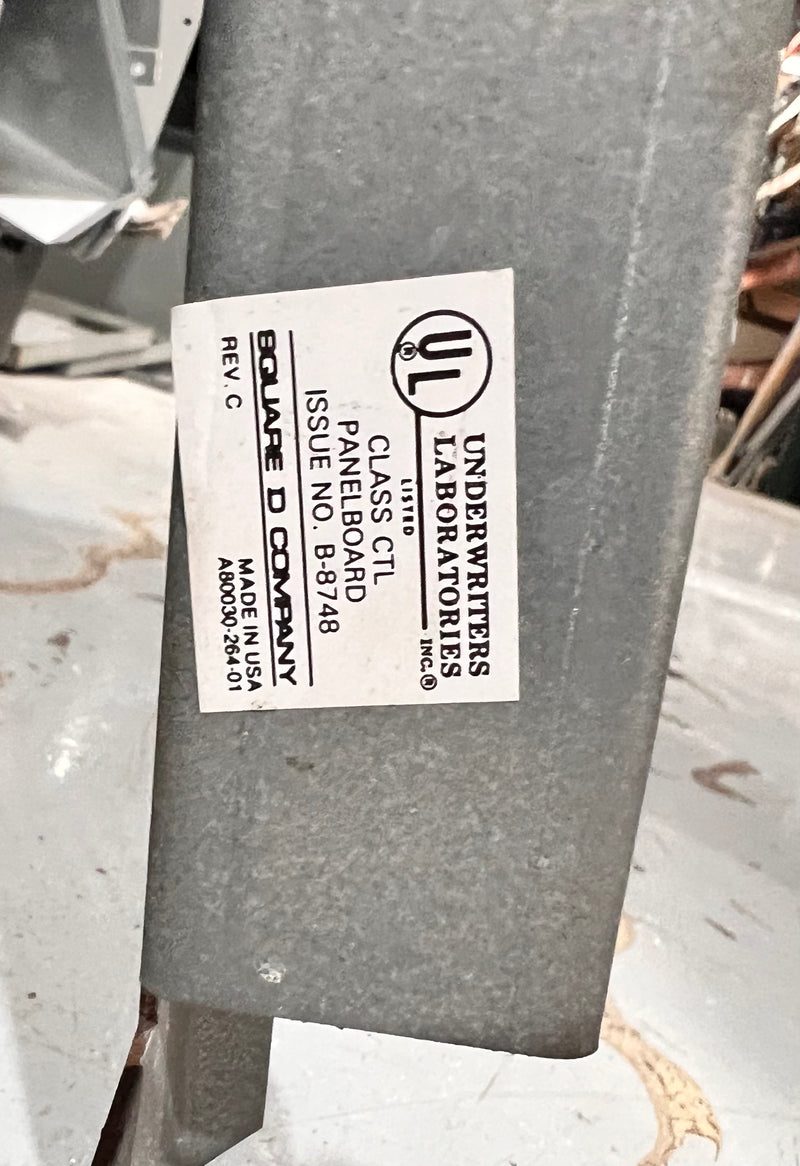 UL ®
UNDERWRITERS
LABORATORIES INC.®
LISTED
CLASS CTL
PANELBOARD
ISSUE NO. B-8748
SQUARE D COMPANY
REV. C
MADE IN USA
A80030-264-01